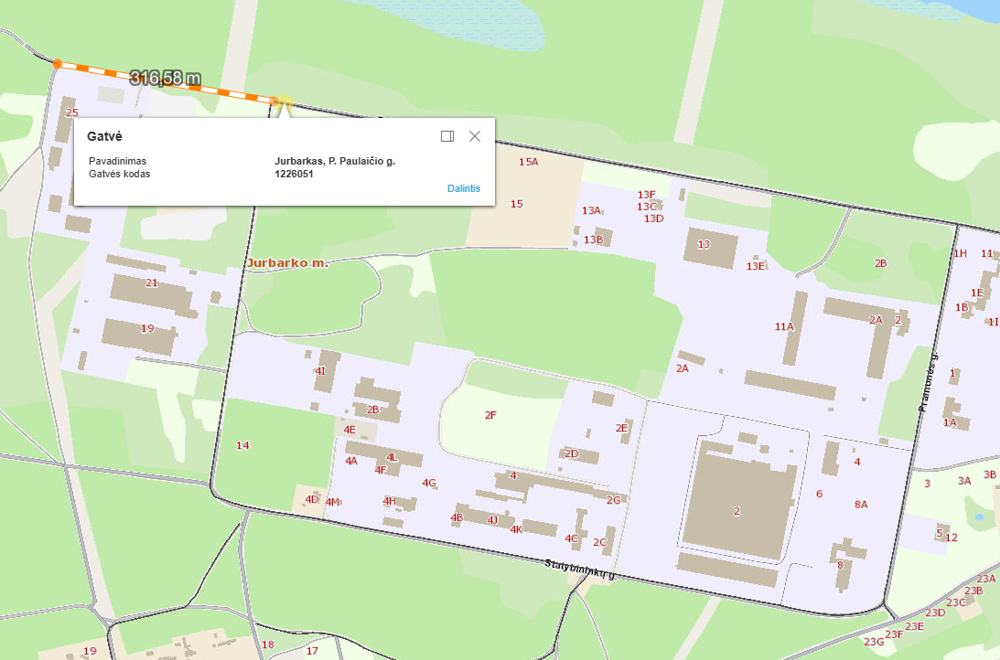 316,58 m
25
Gatvė
Pavadinimas Jurbarkas, P. Paulaičio g.
Gatvės kodas 1226051
Dalintis
15A
15
13F
13C
13D
13A
13B
13
13E
Jurbarko m.
2B
1H
11
21
1E
1B
1I
19
11A
2A
2
2A
4I
1
Pramonės g.
2B
2F
4E
2E
1A
14
4A
4L
2D
4
4F
4G
4
3
3A
3B
6
8A
4D
4M
4H
2G
4B
4J
4K
2
4C
2C
5
12
Statybininkų g.
8
23A
23B
23C
23D
23E
23F
23G
19
18
17